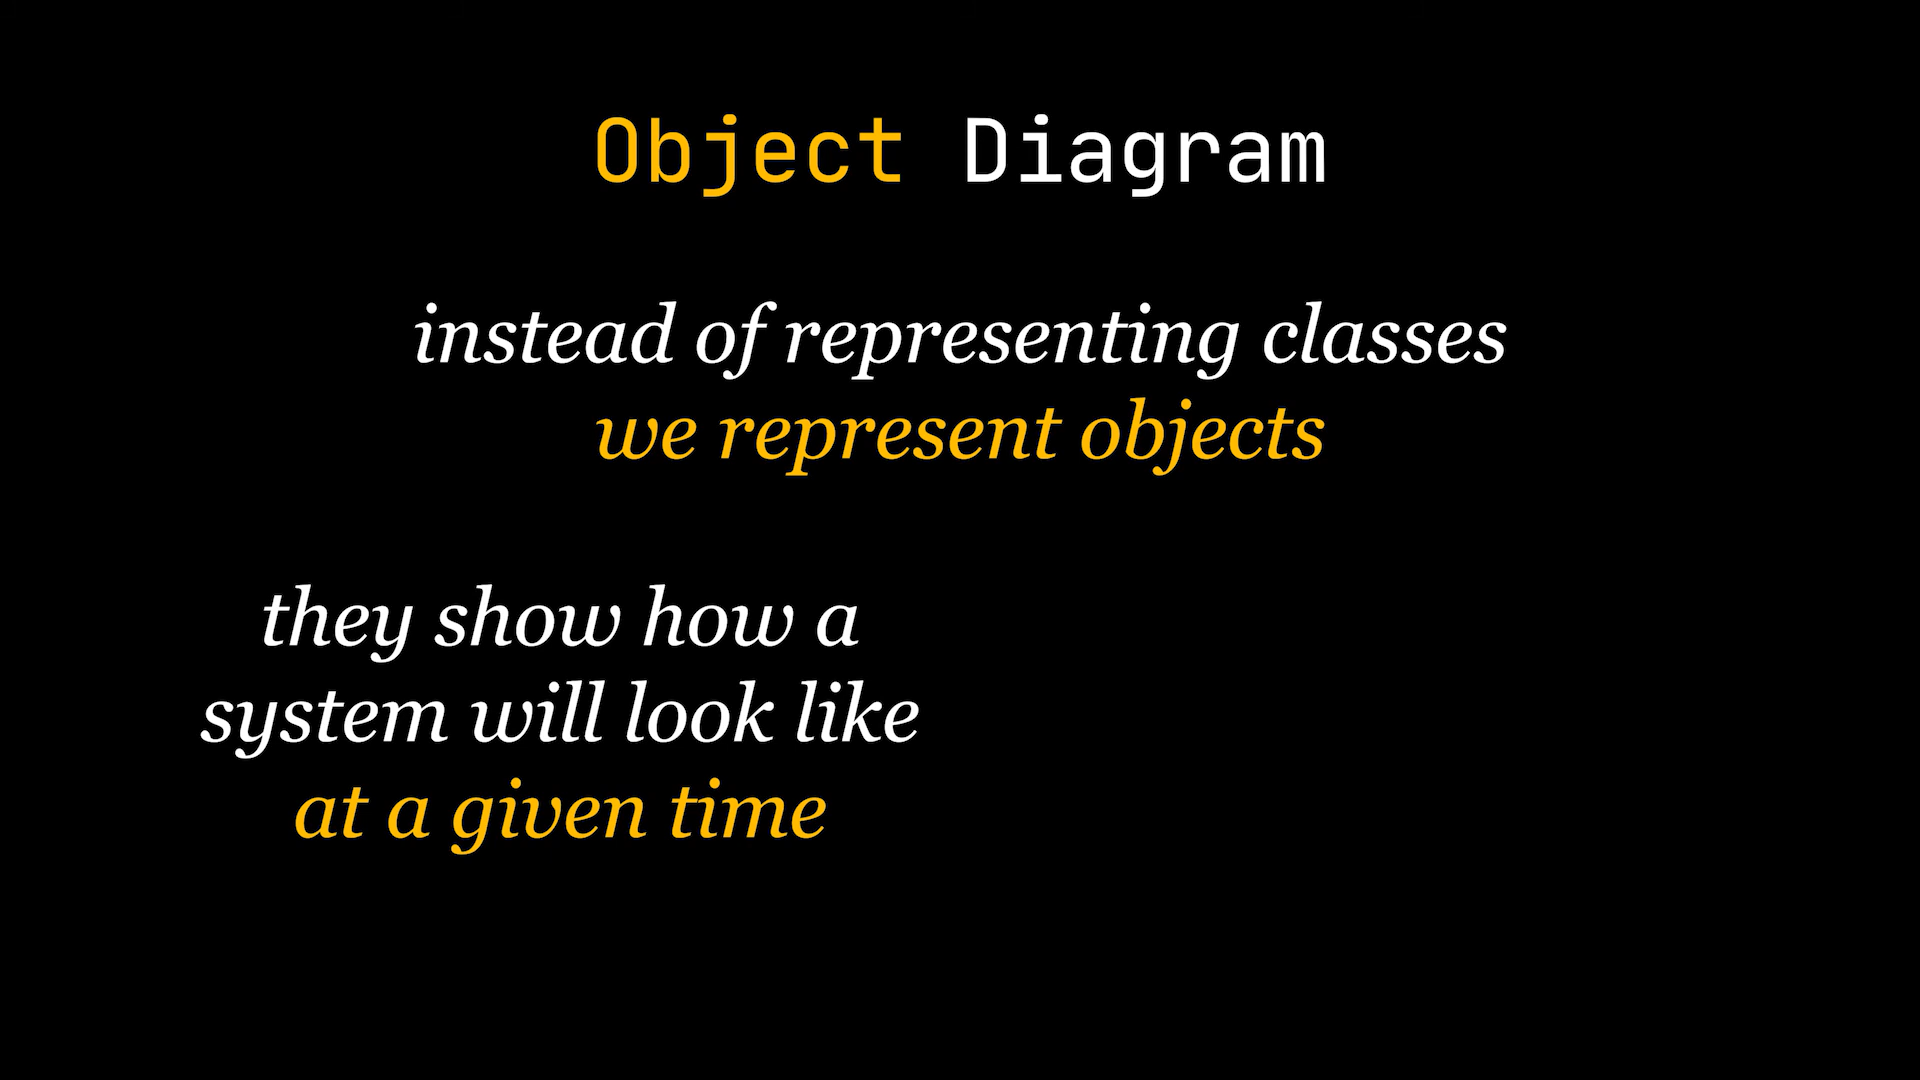 Object Diagram
instead of representing classes
we represent objects
they show how a
system will look like
at a given time